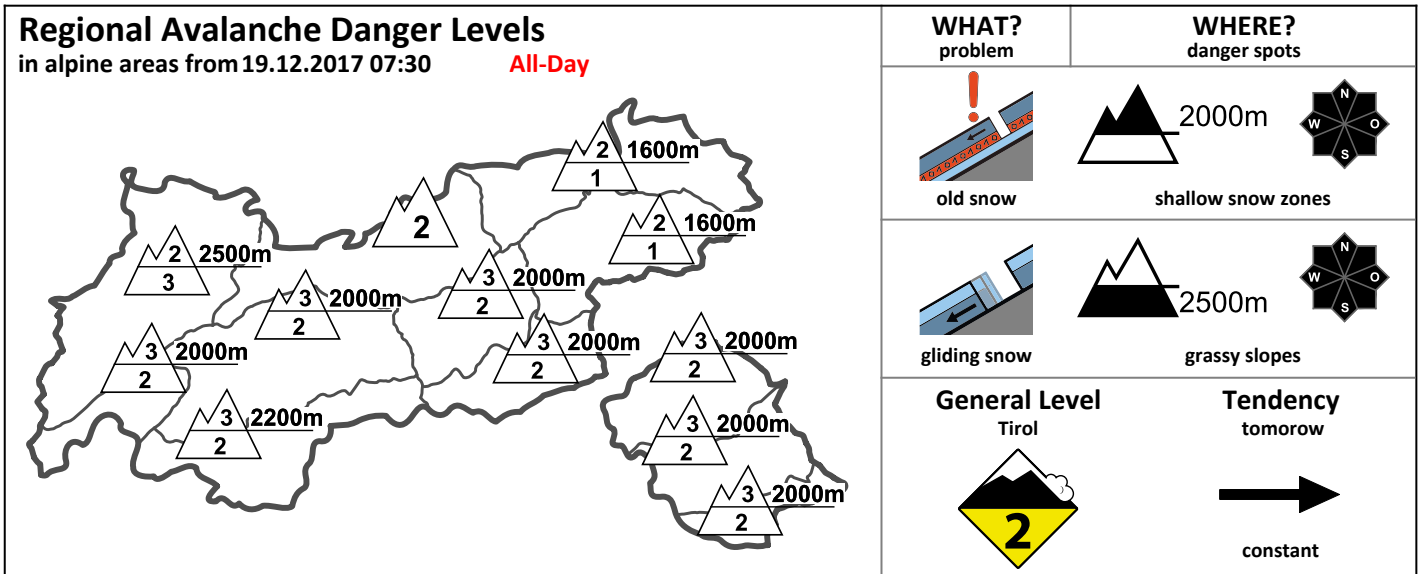 Regional Avalanche Danger Levels
in alpine areas from 19.12.2017 07:30 All-Day
2 1600m
1
2
2 1600m
1
2 2500m
3
3 2000m
2
3 2000m
2
3 2000m
2
3 2000m
2
3 2200m
2
3 2000m
2
3 2000m
2
3 2000m
2
WHAT?
problem
WHERE?
danger spots
old snow
2000m
N
W O
S
shallow snow zones
gliding snow
2500m
N
W O
S
grassy slopes
General Level
Tirol
2
Tendency
tomorow
constant